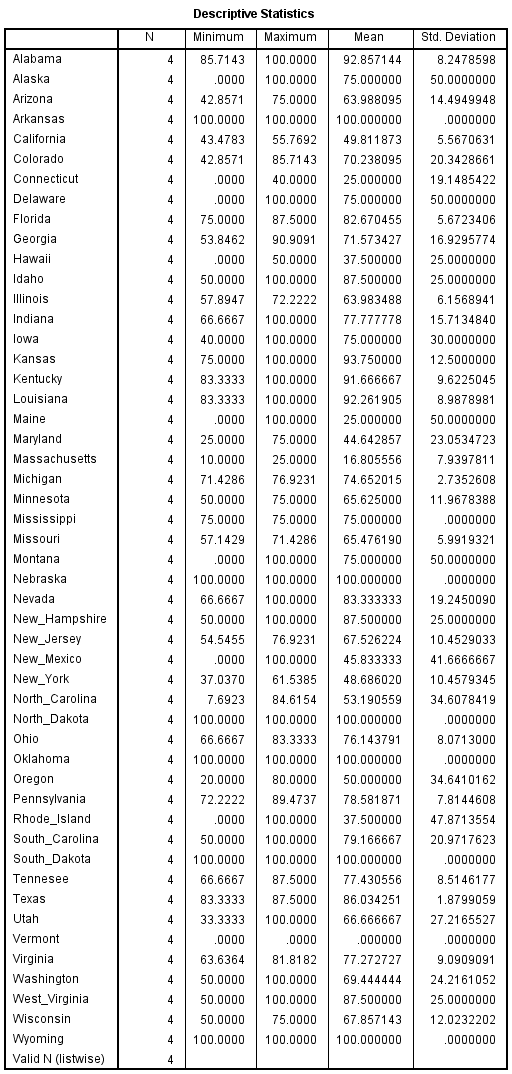 Descriptive Statistics
N Minimum Maximum Mean Std. Deviation
Alabama 4 85.7143 100.0000 92.857144 8.2478598
Alaska 4 .0000 100.0000 75.000000 50.0000000
Arizona 4 42.8571 75.0000 63.988095 14.4949948
Arkansas 4 100.0000 100.0000 100.000000 .0000000
California 4 43.4783 55.7692 49.811873 5.5670631
Colorado 4 42.8571 85.7143 70.238095 20.3428661
Connecticut 4 .0000 40.0000 25.000000 19.1485422
Delaware 4 .0000 100.0000 75.000000 50.0000000
Florida 4 75.0000 87.5000 82.670455 5.6723406
Georgia 4 53.8462 90.9091 71.573427 16.9295774
Hawaii 4 .0000 50.0000 37.500000 25.0000000
Idaho 4 50.0000 100.0000 87.500000 25.0000000
Illinois 4 57.8947 72.2222 63.983488 6.1568941
Indiana 4 66.6667 100.0000 77.777778 15.7134840
Iowa 4 40.0000 100.0000 75.000000 30.0000000
Kansas 4 75.0000 100.0000 93.750000 12.5000000
Kentucky 4 83.3333 100.0000 91.666667 9.6225045
Louisiana 4 83.3333 100.0000 92.261905 8.9878981
Maine 4 .0000 100.0000 25.000000 50.0000000
Maryland 4 25.0000 75.0000 44.642857 23.0534723
Massachusetts 4 10.0000 25.0000 16.805556 7.9397811
Michigan 4 71.4286 76.9231 74.652015 2.7352608
Minnesota 4 50.0000 75.0000 65.625000 11.9678388
Mississippi 4 75.0000 75.0000 75.000000 .0000000
Missouri 4 57.1429 71.4286 65.476190 5.9919321
Montana 4 .0000 100.0000 75.000000 50.0000000
Nebraska 4 100.0000 100.0000 100.000000 .0000000
Nevada 4 66.6667 100.0000 83.333333 19.2450090
New_Hampshire 4 50.0000 100.0000 87.500000 25.0000000
New_Jersey 4 54.5455 76.9231 67.526224 10.4529033
New_Mexico 4 .0000 100.0000 45.833333 41.6666667
New_York 4 37.0370 61.5385 48.686020 10.4579345
North_Carolina 4 7.6923 84.6154 53.190559 34.6078419
North_Dakota 4 100.0000 100.0000 100.000000 .0000000
Ohio 4 66.6667 83.3333 76.143791 8.0713000
Oklahoma 4 100.0000 100.0000 100.000000 .0000000
Oregon 4 20.0000 80.0000 50.000000 34.6410162
Pennsylvania 4 72.2222 89.4737 78.581871 7.8144608
Rhode_Island 4 .0000 100.0000 37.500000 47.8713554
South_Carolina 4 50.0000 100.0000 79.166667 20.9717623
South_Dakota 4 100.0000 100.0000 100.000000 .0000000
Tennesee 4 66.6667 87.5000 77.430556 8.5146177
Texas 4 83.3333 87.5000 86.034251 1.8799059
Utah 4 33.3333 100.0000 66.666667 27.2165527
Vermont 4 .0000 .0000 .000000 .0000000
Virginia 4 63.6364 81.8182 77.272727 9.0909091
Washington 4 50.0000 100.0000 69.444444 24.2161052
West_Virginia 4 50.0000 100.0000 87.500000 25.0000000
Wisconsin 4 50.0000 75.0000 67.857143 12.0232202
Wyoming 4 100.0000 100.0000 100.000000 .0000000
Valid N (listwise) 4